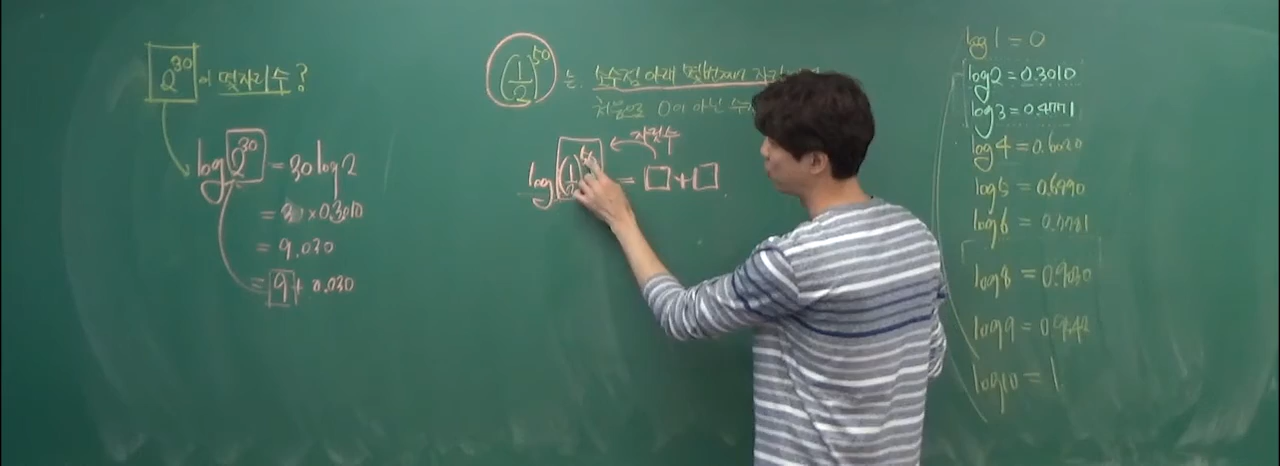 2^30 이 몇자리수?
log 2^30 = 30 log 2
= 30 × 0.3010
= 9.030
= 9 + 0.030
(1/2)^50 는 소수점 아래 몇번째
처음으로 0이 아닌 수
자릿수
log (1/2)^50 = □ + □
log 1 = 0
log 2 = 0.3010
log 3 = 0.4771
log 4 = 0.6020
log 5 = 0.6990
log 6 = 0.7781
log 8 = 0.9030
log 9 = 0.9542
log 10 = 1